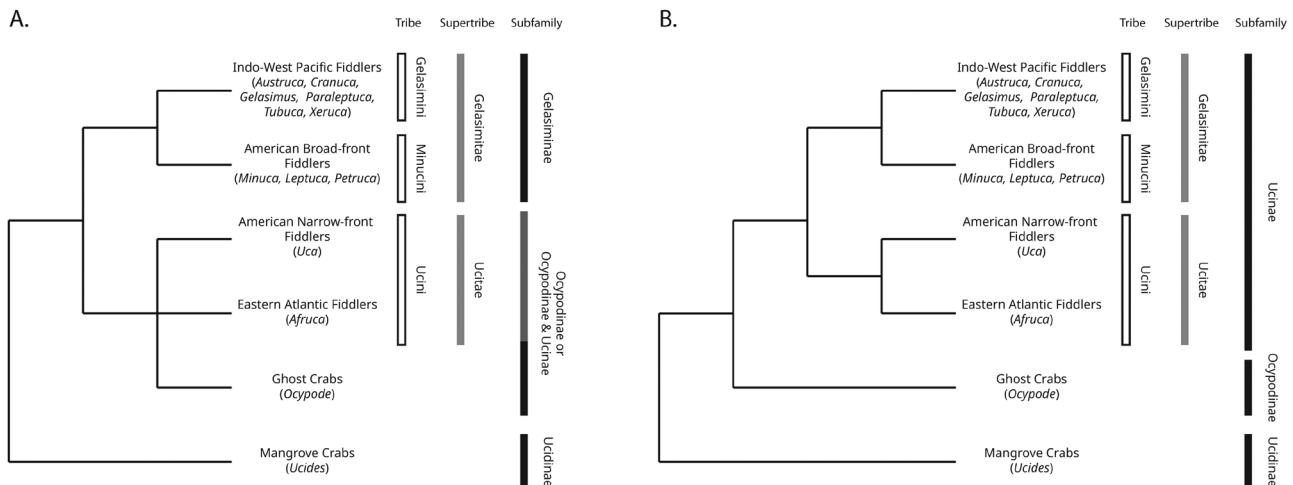 A.
Tribe Supertribe Subfamily
Indo-West Pacific Fiddlers
(Austruca, Cranuca,
Gelasimus, Paraleptuca,
Tubuca, Xeruca)
Gelasimini
American Broad-front
Fiddlers
(Minuca, Leptuca, Petruca)
Minucini
Gelasimitae
Gelasiminae
American Narrow-front
Fiddlers
(Uca)
Eastern Atlantic Fiddlers
(Afruca)
Ucini
Ucitae
Ghost Crabs
(Ocypode)
Ocypodinae or
Ocypodinae & Ucinae
Mangrove Crabs
(Ucides)
Ucidinae
B.
Tribe Supertribe Subfamily
Indo-West Pacific Fiddlers
(Austruca, Cranuca,
Gelasimus, Paraleptuca,
Tubuca, Xeruca)
Gelasimini
American Broad-front
Fiddlers
(Minuca, Leptuca, Petruca)
Minucini
Gelasimitae
American Narrow-front
Fiddlers
(Uca)
Eastern Atlantic Fiddlers
(Afruca)
Ucini
Ucitae
Ucinae
Ghost Crabs
(Ocypode)
Ocypodinae
Mangrove Crabs
(Ucides)
Ucidinae